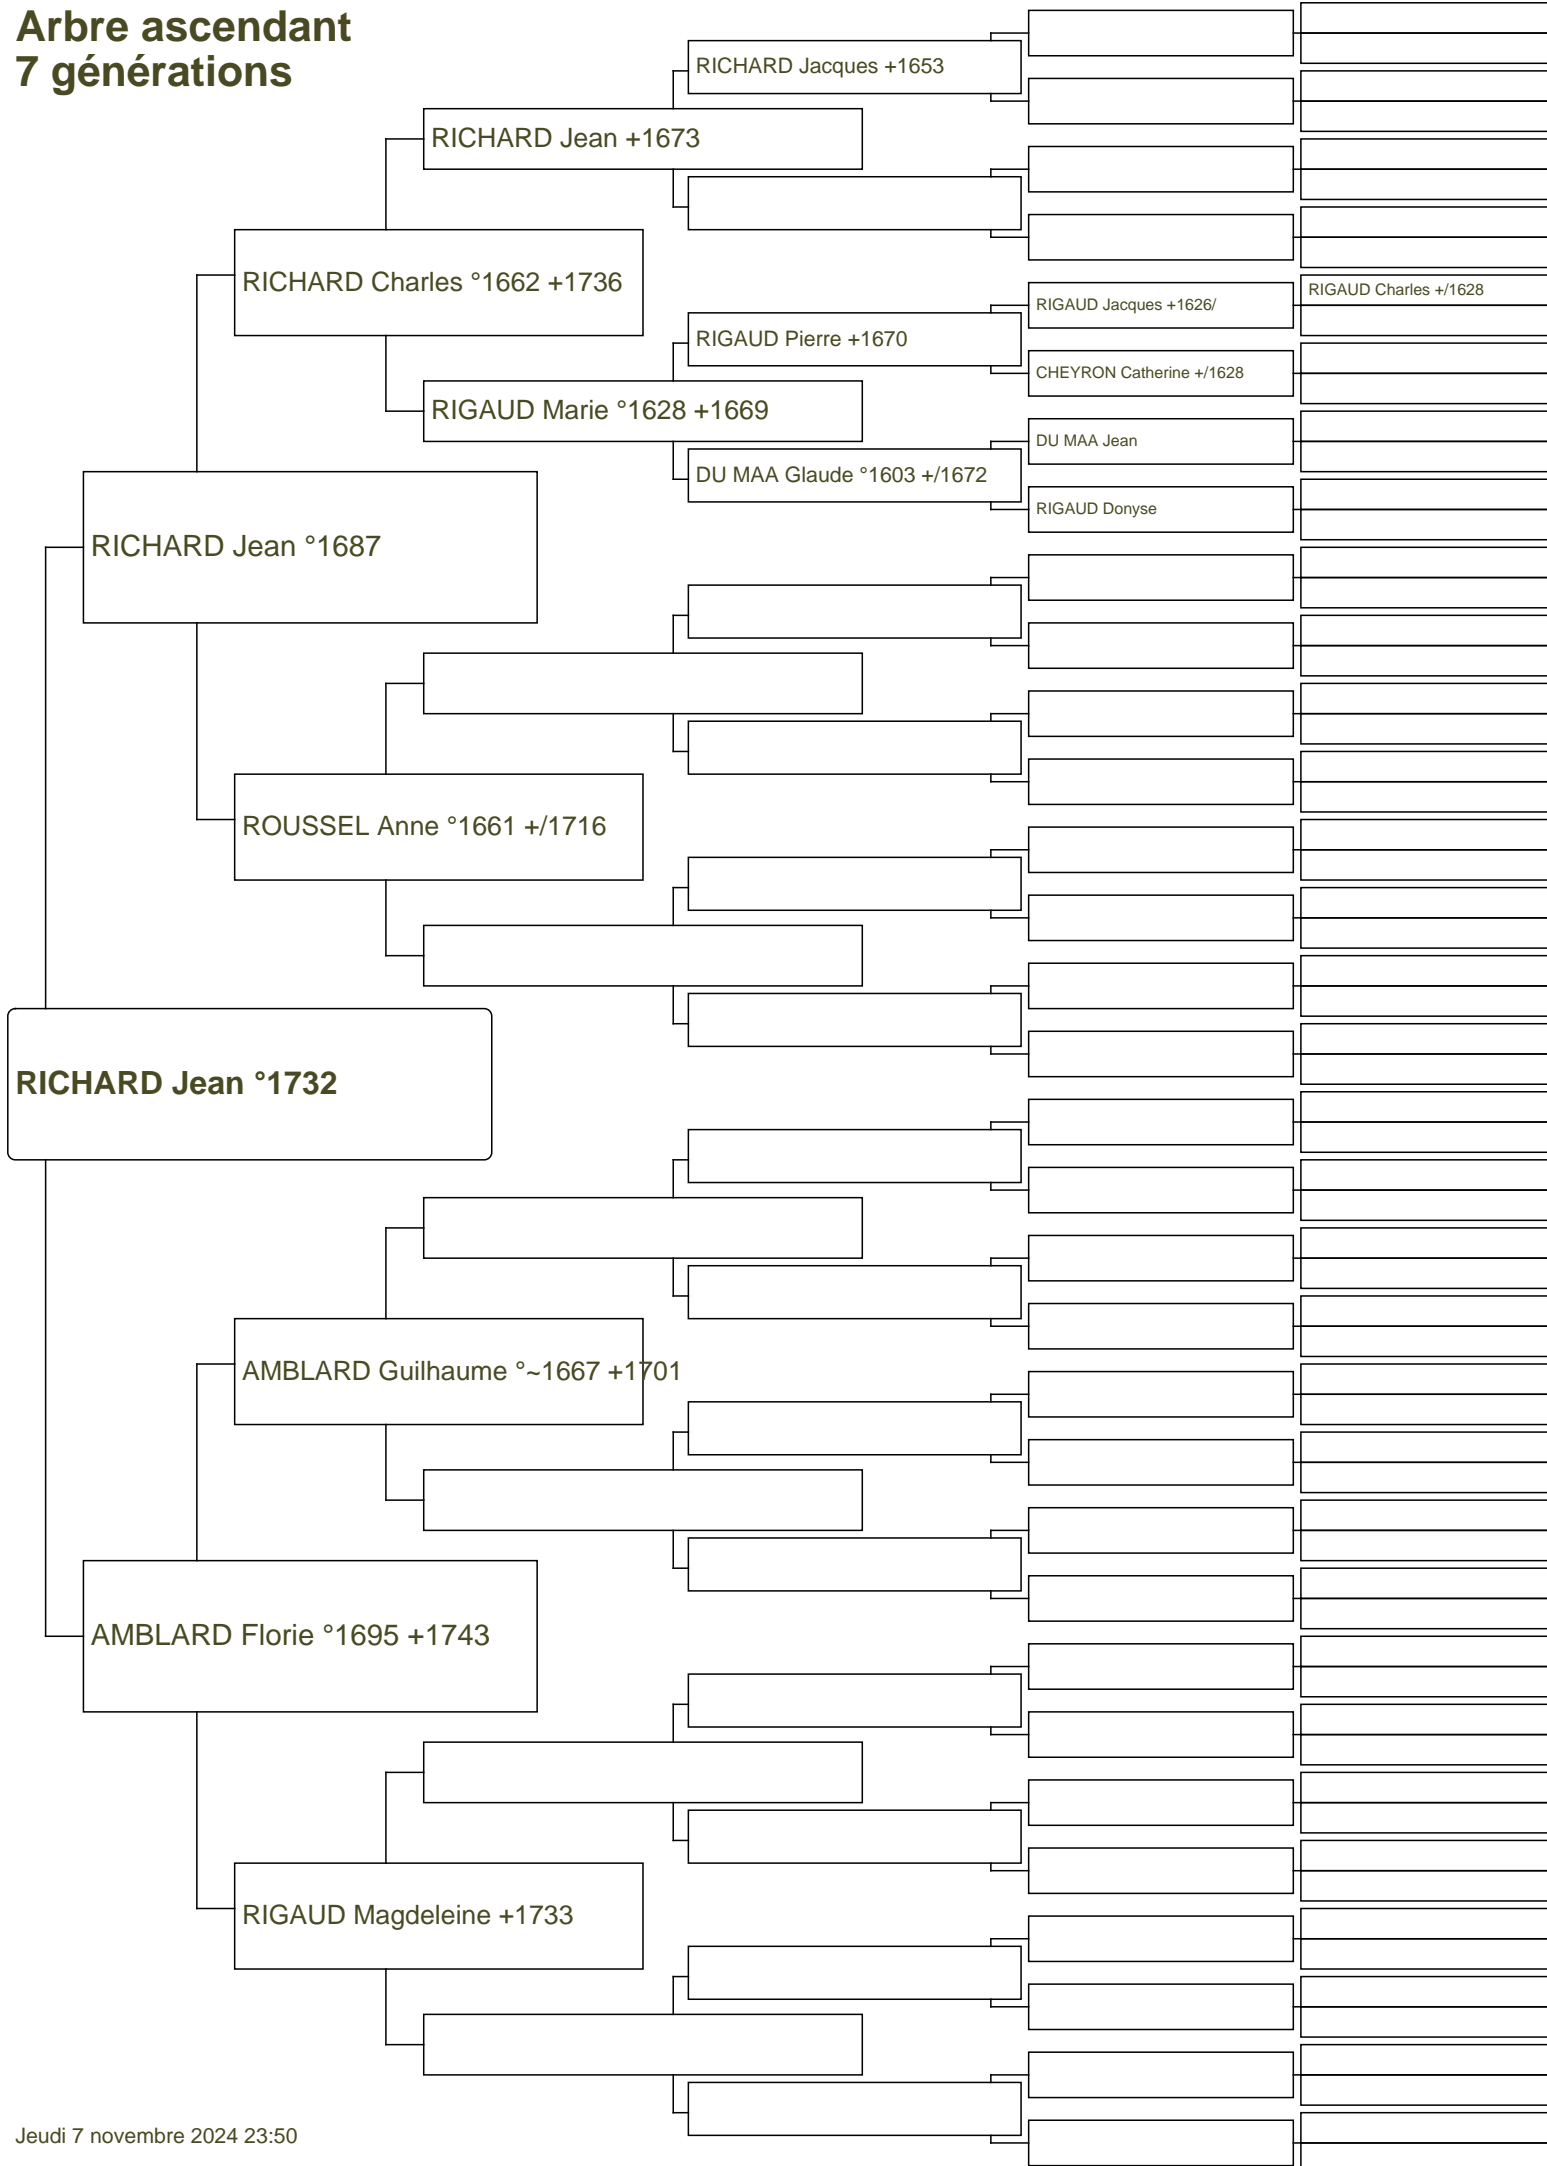 Arbre ascendant
7 générations
RICHARD Jacques +1653
RICHARD Jean +1673
RICHARD Charles °1662 +1736
RIGAUD Charles +/1628
RIGAUD Jacques +1626/
RIGAUD Pierre +1670
CHEYRON Catherine +/1628
RIGAUD Marie °1628 +1669
DU MAA Jean
DU MAA Glaude °1603 +/1672
RIGAUD Donyse
RICHARD Jean °1687
ROUSSEL Anne °1661 +/1716
RICHARD Jean °1732
AMBLARD Guilhaume °~1667 +1701
AMBLARD Florie °1695 +1743
RIGAUD Magdeleine +1733
Jeudi 7 novembre 2024 23:50